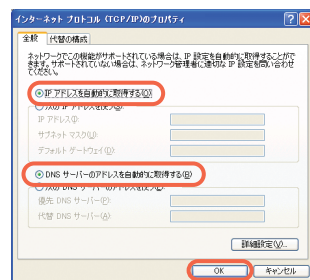 インターネット プロトコル (TCP/IP)のプロパティ
全般 代替の構成
ネットワークでこの機能がサポートされている場合は、IP 設定を自動的に取得することがで
きます。サポートされていない場合は、ネットワーク管理者に適切な IP 設定を問い合わせ
てください。
IP アドレスを自動的に取得する(O)
次の IP アドレスを使う(S):
IP アドレス(I):
サブネット マスク(U):
デフォルト ゲートウェイ(D):
DNS サーバーのアドレスを自動的に取得する(B)
次の DNS サーバーのアドレスを使う(E):
優先 DNS サーバー(P):
代替 DNS サーバー(A):
詳細設定(V)...
OK キャンセル